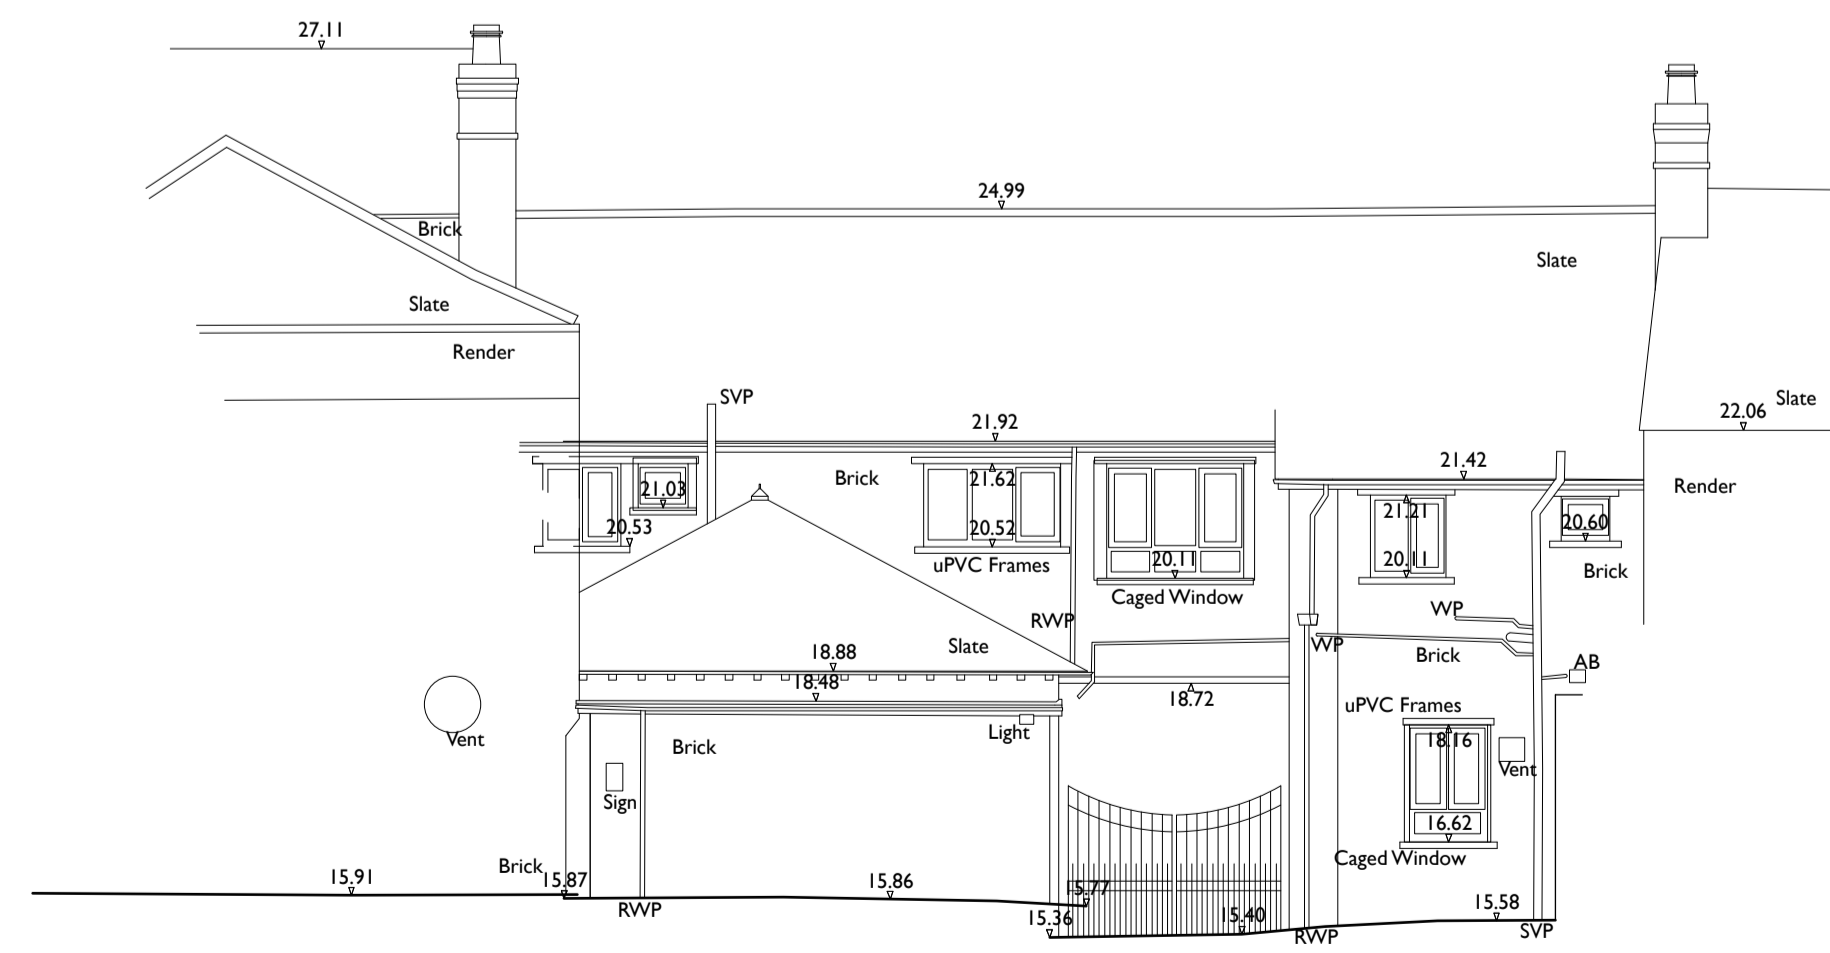 27.11
24.99
Brick
Slate
Slate
Render
SVP
Slate
22.06
21.92
21.42
Brick
21.62
21.03
Render
20.53
20.52
21.21
20.60
20.11
20.11
uPVC Frames
Brick
Caged Window
WP
RWP
WP
Slate
18.88
Brick
AB
18.48
18.72
uPVC Frames
Light
Vent
Brick
18.16
Vent
Sign
16.62
Caged Window
Brick
15.91
15.87
15.86
15.77
RWP
15.36
15.40
15.58
RWP
SVP